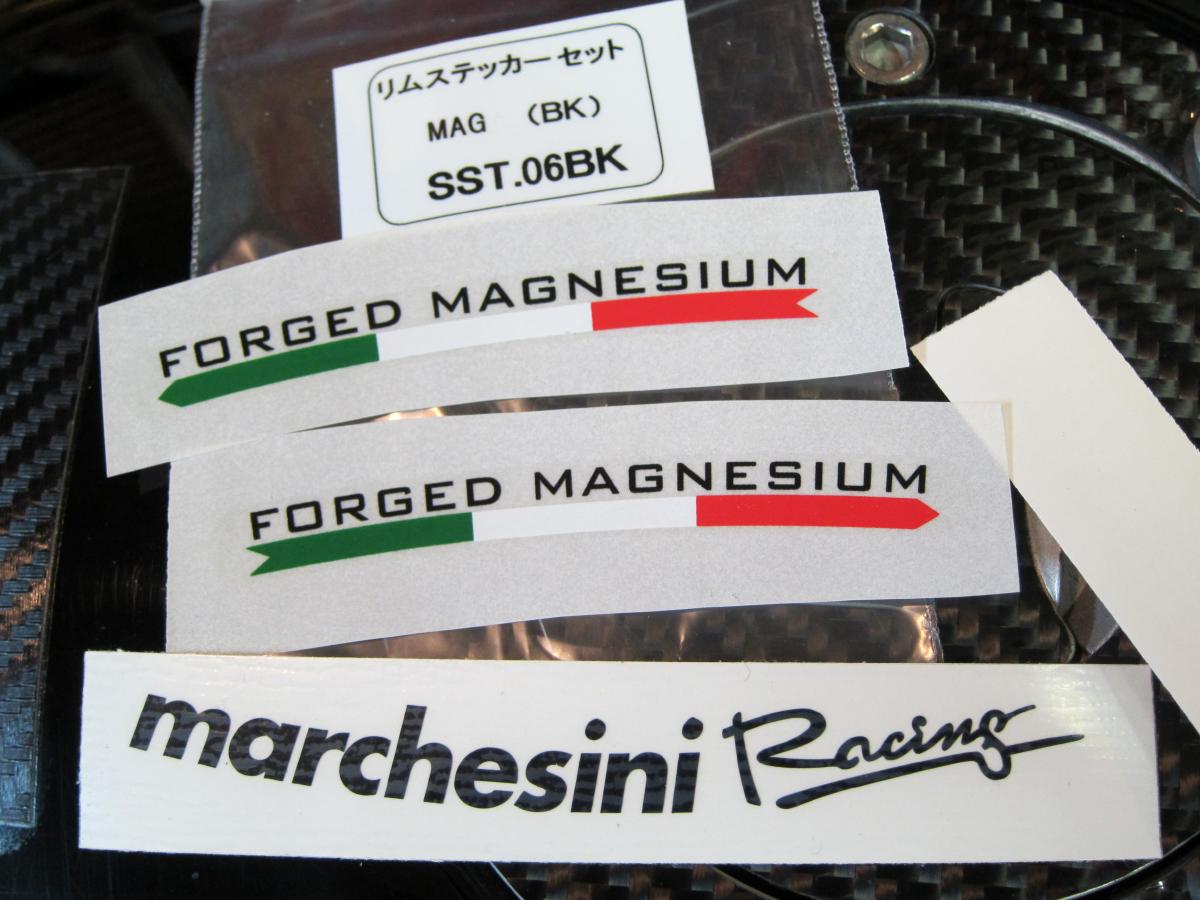 リムステッカーセット
MAG (BK)
SST.06BK
FORGED MAGNESIUM
FORGED MAGNESIUM
marchesini Racing